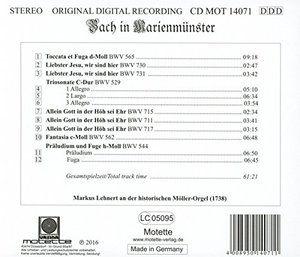 STEREO ORIGINAL DIGITAL RECORDING CD MOT 14071 DDD
Bach in Marienmünster
1 Toccata et Fuga d-Moll BWV 565 09:18
2 Liebster Jesu, wir sind hier BWV 730 02:47
3 Liebster Jesu, wir sind hier BWV 731 03:42
Triosonate C-Dur BWV 529
4 1 Allegro 05:10
5 2 Largo 06:34
6 3 Allegro 03:54
7 Allein Gott in der Höh sei Ehr BWV 715 02:04
8 Allein Gott in der Höh sei Ehr BWV 711 03:11
9 Allein Gott in der Höh sei Ehr BWV 717 03:15
10 Fantasia c-Moll BWV 562 06:45
Präludium und Fuge h-Moll BWV 544
11 Präludium 05:50
12 Fuga 06:48
Gesamtspielzeit/Total track time 61:21
Markus Lehnert an der historischen Möller-Orgel (1738)
motette
℗ 2016
LC 05095
Motette
motette-verlag.de
Made in Germany
4 008950 140711